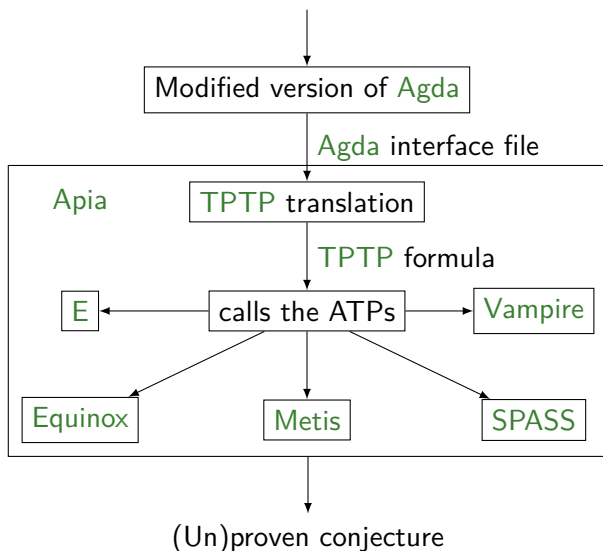 Modified version of Agda
Agda interface file
Apia
TPTP translation
TPTP formula
E
calls the ATPs
Vampire
Equinox
Metis
SPASS
(Un)proven conjecture